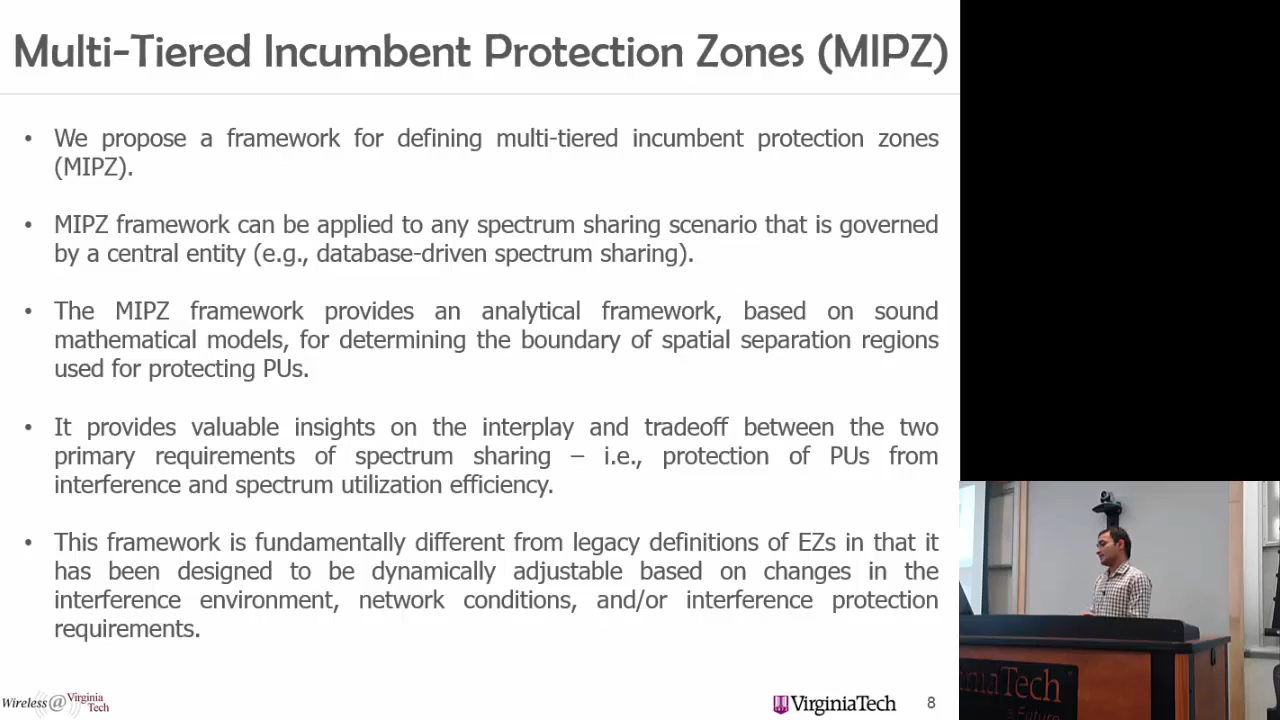 Multi-Tiered Incumbent Protection Zones (MIPZ)
• We propose a framework for defining multi-tiered incumbent protection zones
(MIPZ).
• MIPZ framework can be applied to any spectrum sharing scenario that is governed
by a central entity (e.g., database-driven spectrum sharing).
• The MIPZ framework provides an analytical framework, based on sound
mathematical models, for determining the boundary of spatial separation regions
used for protecting PUs.
• It provides valuable insights on the interplay and tradeoff between the two
primary requirements of spectrum sharing – i.e., protection of PUs from
interference and spectrum utilization efficiency.
• This framework is fundamentally different from legacy definitions of EZs in that it
has been designed to be dynamically adjustable based on changes in the
interference environment, network conditions, and/or interference protection
requirements.
Wireless@ Virginia
Tech
VirginiaTech
8
iniaTech
Future